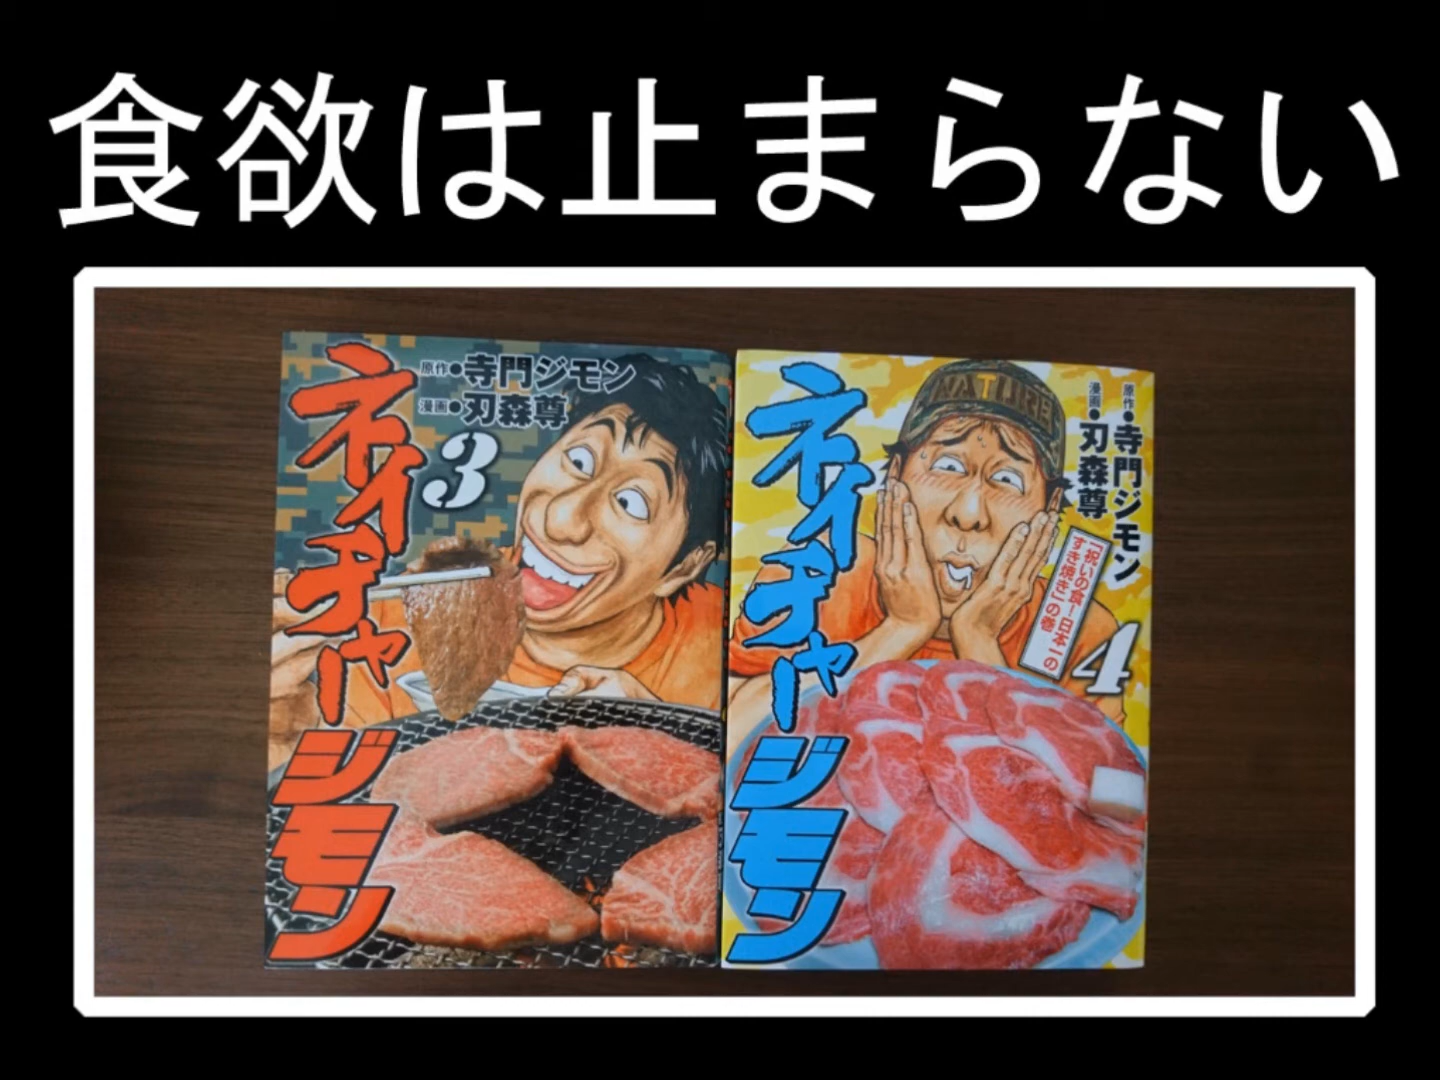 食欲は止まらない
ネイチャージモン
原作●寺門ジモン
漫画●刃森尊
3
ネイチャージモン
原作●寺門ジモン
漫画●刃森尊
「祝いの食!日本一の
すき焼き」の巻
4